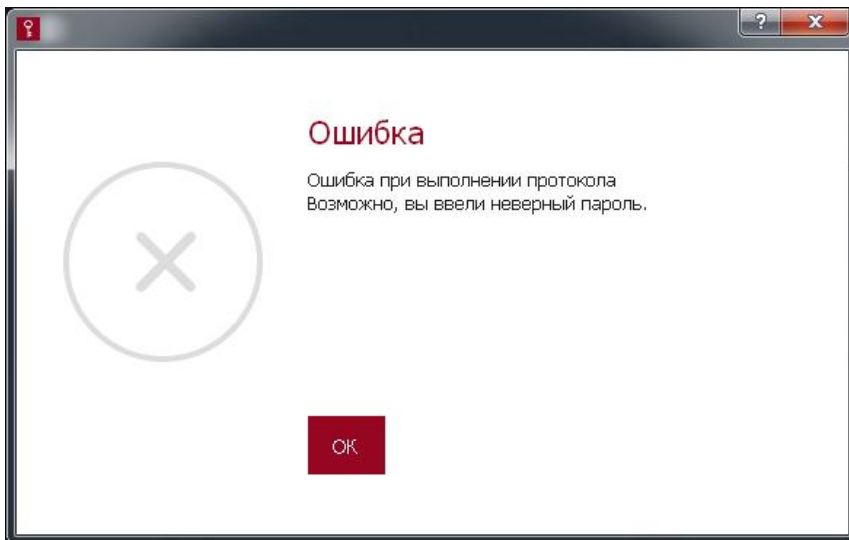 ?
Ошибка
Ошибка при выполнении протокола
Возможно, вы ввели неверный пароль.
ОК